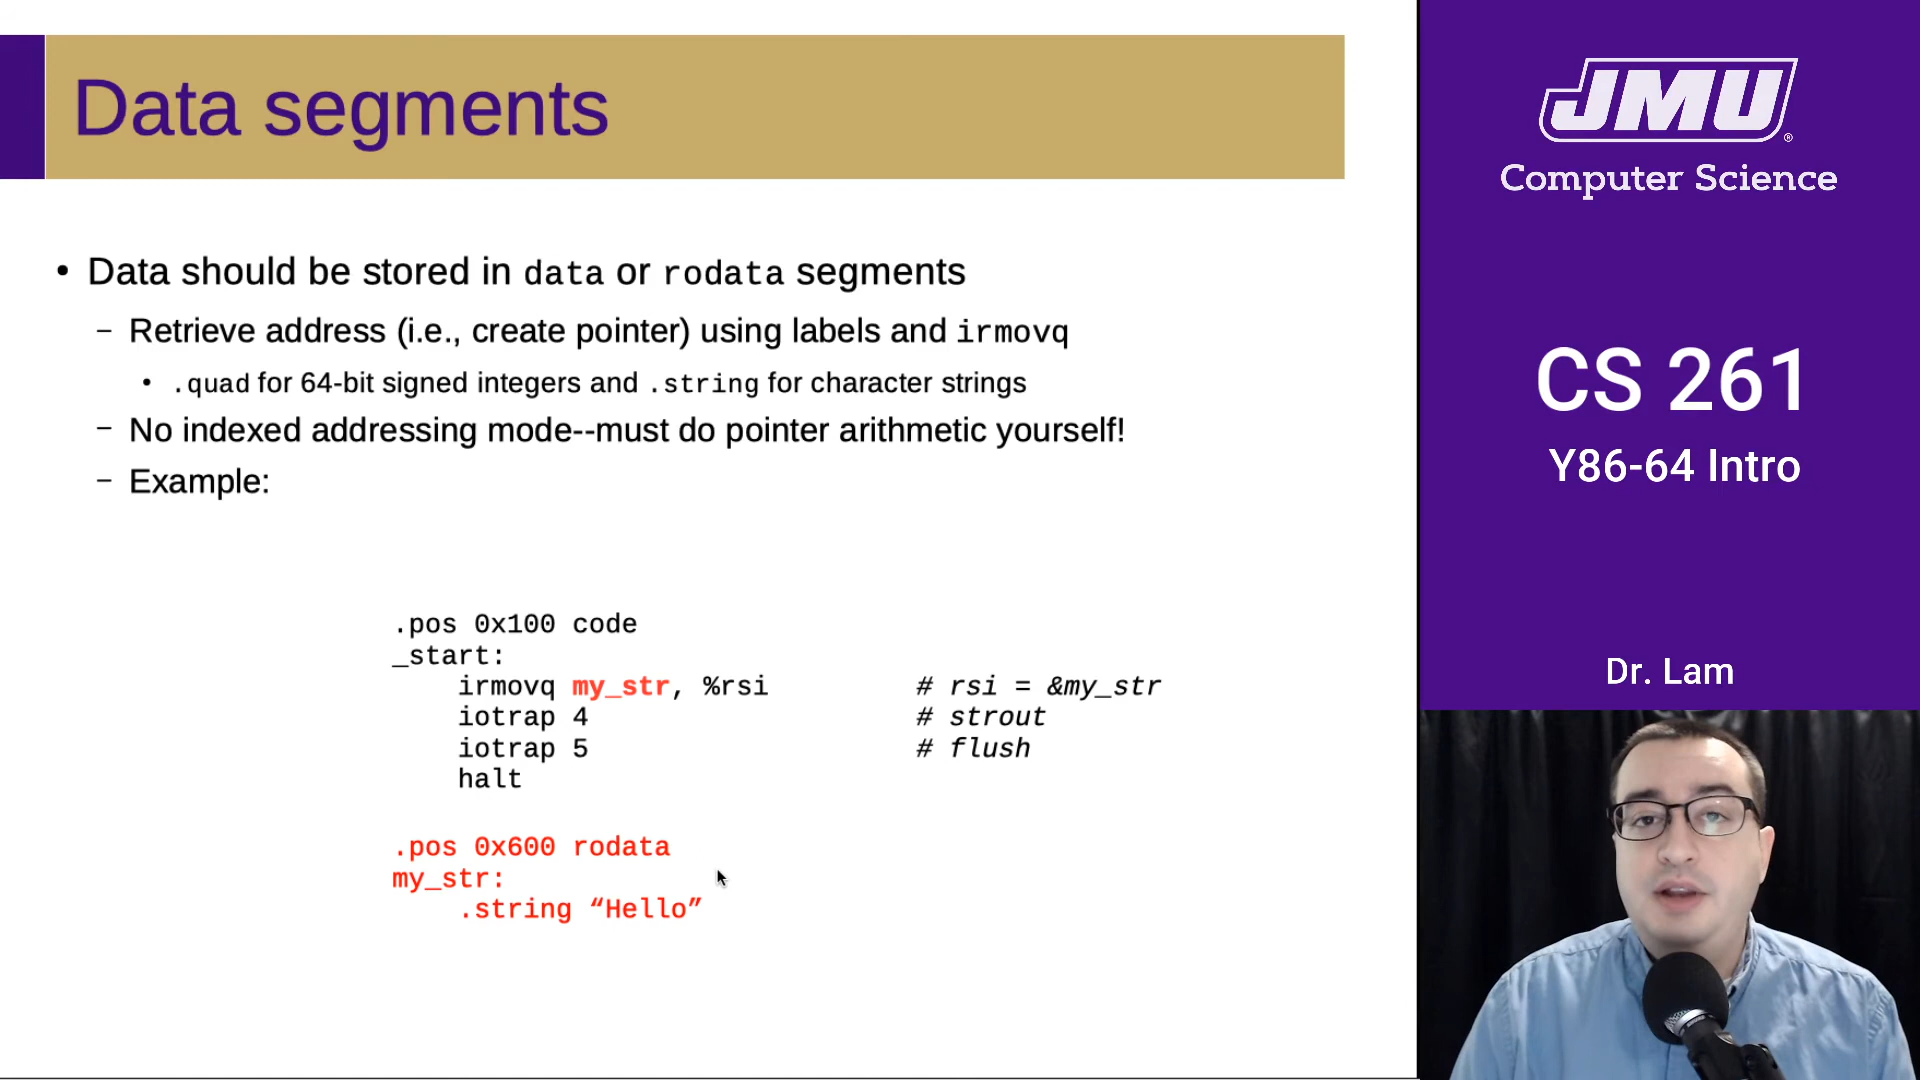 Data segments
• Data should be stored in data or rodata segments
– Retrieve address (i.e., create pointer) using labels and irmovq
• .quad for 64-bit signed integers and .string for character strings
– No indexed addressing mode--must do pointer arithmetic yourself!
– Example:
.pos 0x100 code
_start:
irmovq my_str, %rsi # rsi = &my_str
iotrap 4 # strout
iotrap 5 # flush
halt
.pos 0x600 rodata
my_str:
.string “Hello”
JMU®
Computer Science
CS 261
Y86-64 Intro
Dr. Lam